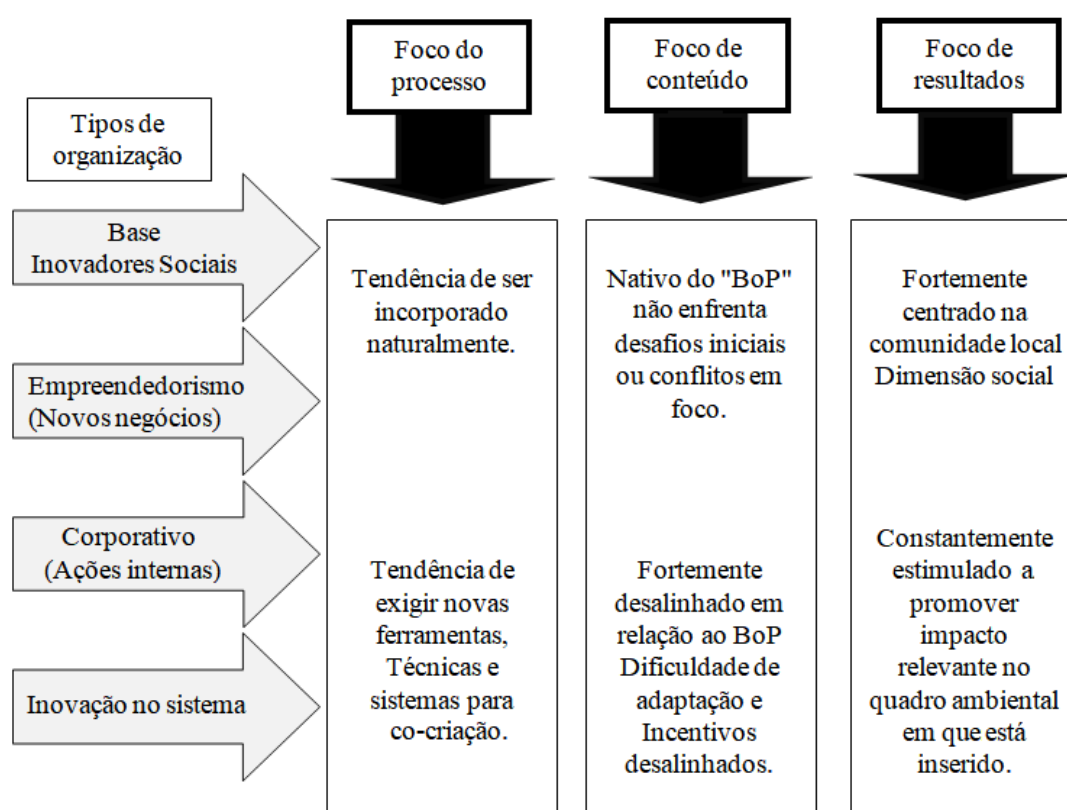 Foco do
processo
Foco de
conteúdo
Foco de
resultados
Tipos de
organização
Base
Inovadores Sociais
Empreendedorismo
(Novos negócios)
Corporativo
(Ações internas)
Inovação no sistema
Tendência de ser
incorporado
naturalmente.
Tendência de
exigir novas
ferramentas,
Técnicas e
sistemas para
co-criação.
Nativo do "BoP"
não enfrenta
desafios iniciais
ou conflitos em
foco.
Fortemente
desalinhado em
relação ao BoP
Dificuldade de
adaptação e
Incentivos
desalinhados.
Fortemente
centrado na
comunidade local
Dimensão social
Constantemente
estimulado a
promover
impacto
relevante no
quadro ambiental
em que está
inserido.